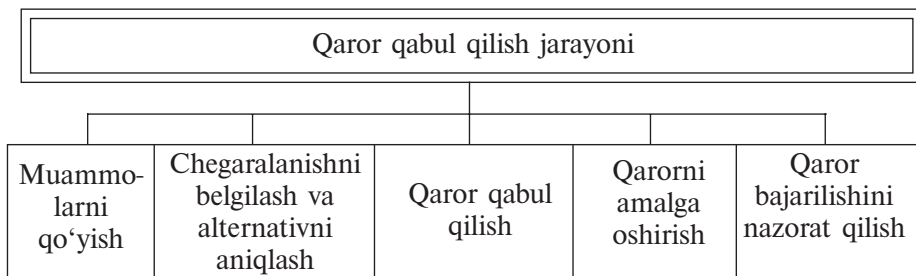 Qaror qabul qilish jarayoni
Muammo-
larni
qo‘yish
Chegaralanishni
belgilash va
alternativni
aniqlash
Qaror qabul
qilish
Qarorni
amalga
oshirish
Qaror
bajarilishini
nazorat qilish